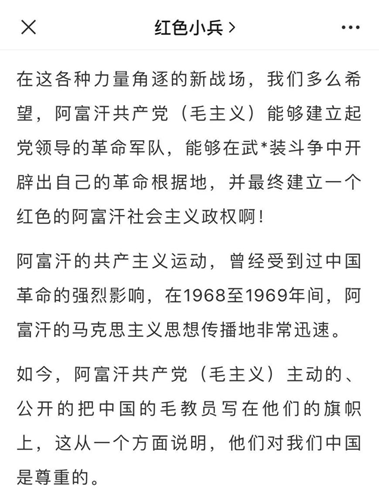 红色小兵
在这各种力量角逐的新战场，我们多么希
望，阿富汗共产党（毛主义）能够建立起
党领导的革命军队，能够在武*装斗争中开
辟出自己的革命根据地，并最终建立一个
红色的阿富汗社会主义政权啊！
阿富汗的共产主义运动，曾经受到过中国
革命的强烈影响，在1968至1969年间，阿
富汗的马克思主义思想传播地非常迅速。
如今，阿富汗共产党（毛主义）主动的、
公开的把中国的毛教员写在他们的旗帜
上，这从一个方面说明，他们对我们中国
是尊重的。